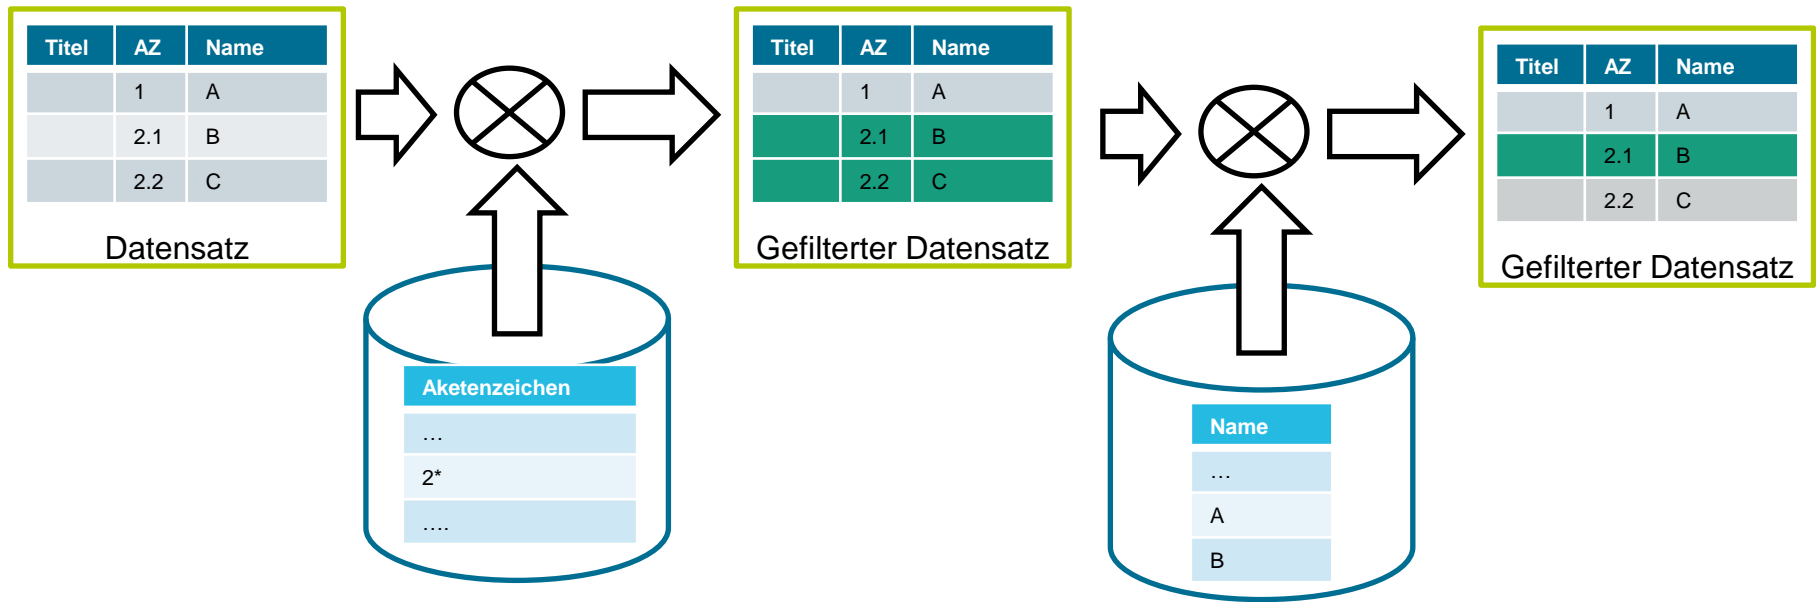 Titel AZ Name
1 A
2.1 B
2.2 C
Datensatz
Aketenzeichen
…
2*
….
Titel AZ Name
1 A
2.1 B
2.2 C
Gefilterter Datensatz
Name
…
A
B
Titel AZ Name
1 A
2.1 B
2.2 C
Gefilterter Datensatz